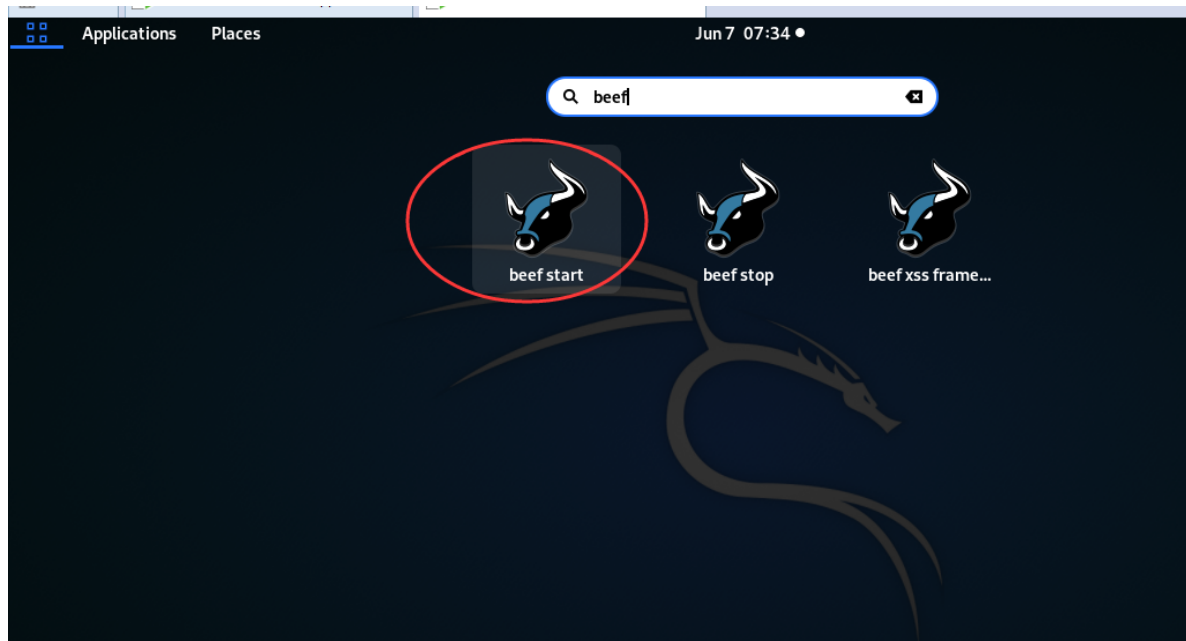 Applications Places Jun 7 07:34
beef
beef start beef stop beef xss frame...